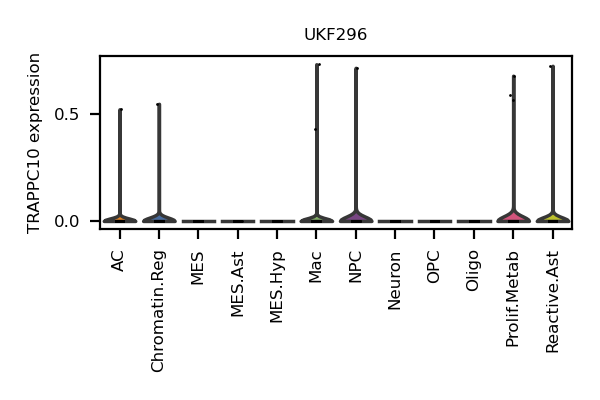 UKF296
TRAPPC10 expression
0.5
0.0
AC
Chromatin.Reg
MES
MES.Ast
MES.Hyp
Mac
NPC
Neuron
OPC
Oligo
Prolif.Metab
Reactive.Ast